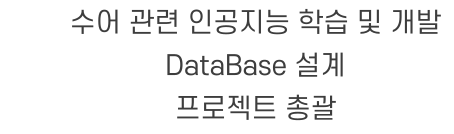 수어 관련 인공지능 학습 및 개발
DataBase 설계
프로젝트 총괄